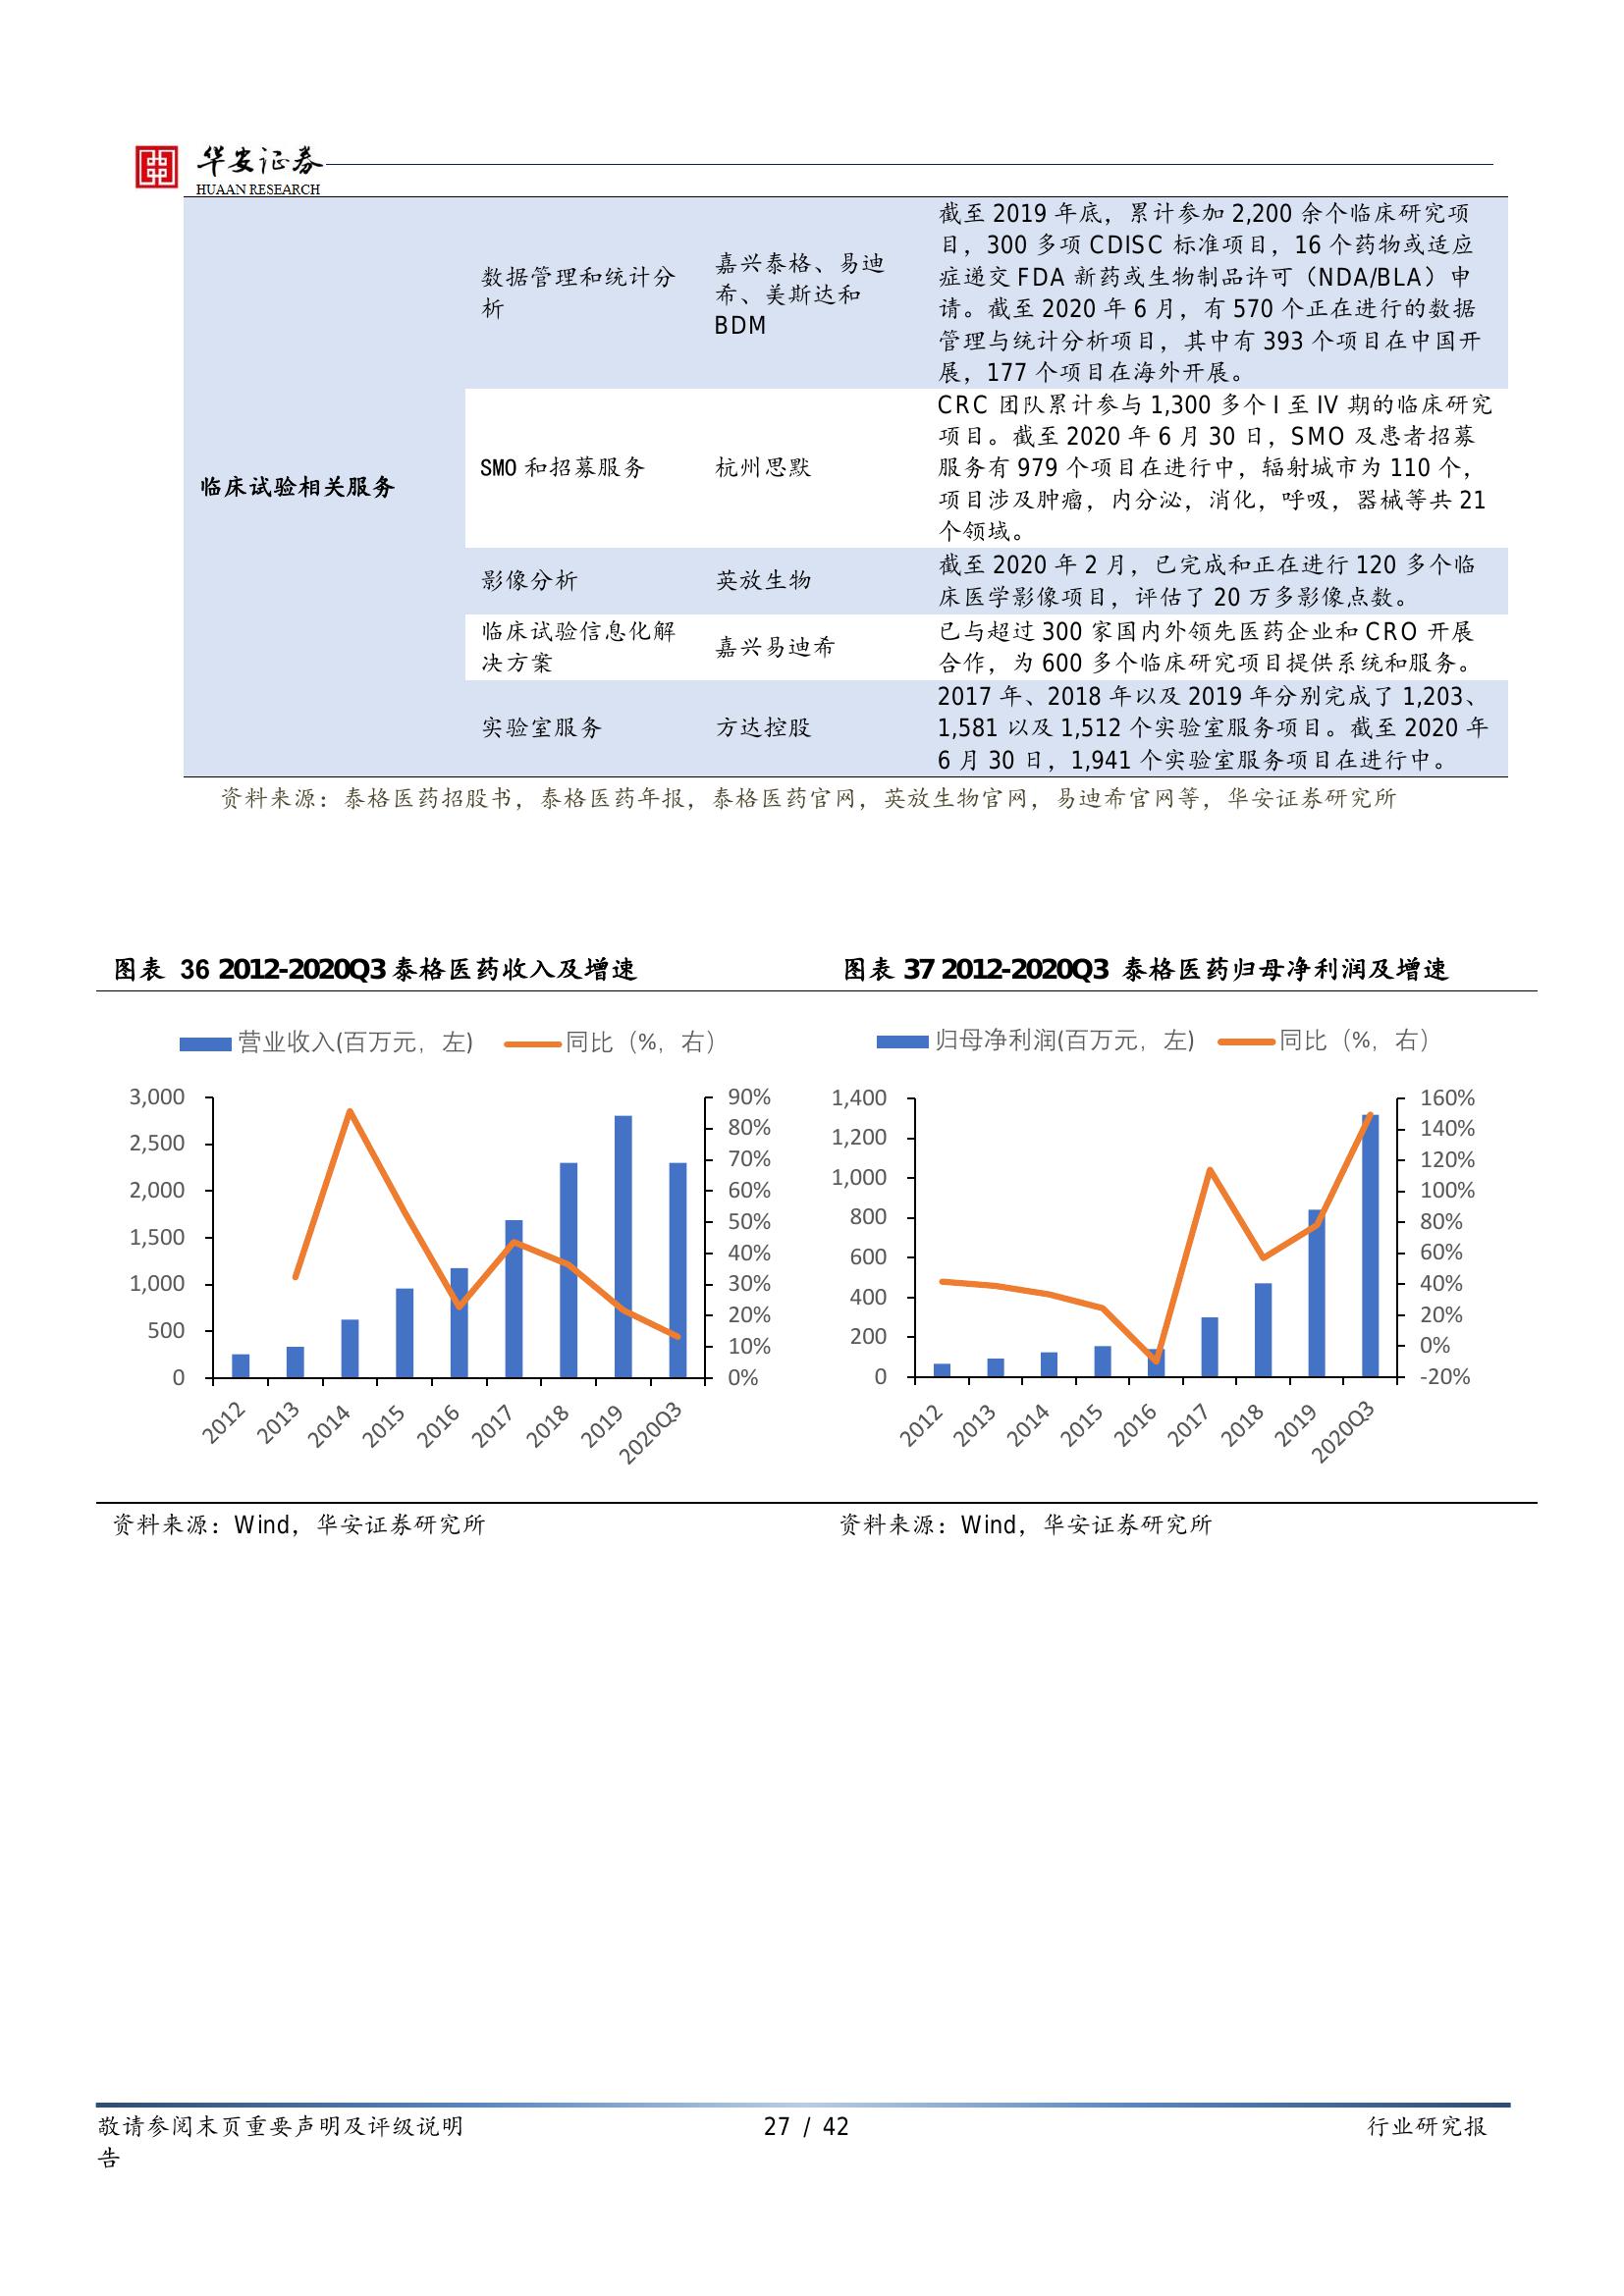 华安证券
HUAAN RESEARCH
临床试验相关服务
数据管理和统计分
析
嘉兴泰格、易迪
希、美斯达和
BDM
截至 2019 年底，累计参加 2,200 余个临床研究项
目，300 多项 CDISC 标准项目，16 个药物或适应
症递交 FDA 新药或生物制品许可（NDA/BLA）申
请。截至 2020 年 6 月，有 570 个正在进行的数据
管理与统计分析项目，其中有 393 个项目在中国开
展，177 个项目在海外开展。
SMO 和招募服务
杭州思默
CRC 团队累计参与 1,300 多个 I 至 IV 期的临床研究
项目。截至 2020 年 6 月 30 日，SMO 及患者招募
服务有 979 个项目在进行中，辐射城市为 110 个，
项目涉及肿瘤，内分泌，消化，呼吸，器械等共 21
个领域。
影像分析
英放生物
截至 2020 年 2 月，已完成和正在进行 120 多个临
床医学影像项目，评估了 20 万多影像点数。
临床试验信息化解
决方案
嘉兴易迪希
已与超过 300 家国内外领先医药企业和 CRO 开展
合作，为 600 多个临床研究项目提供系统和服务。
实验室服务
方达控股
2017 年、2018 年以及 2019 年分别完成了 1,203、
1,581 以及 1,512 个实验室服务项目。截至 2020 年
6 月 30 日，1,941 个实验室服务项目在进行中。
资料来源：泰格医药招股书，泰格医药年报，泰格医药官网，英放生物官网，易迪希官网等，华安证券研究所
图表 36 2012-2020Q3 泰格医药收入及增速
营业收入(百万元，左)
同比（%，右）
3,000
2,500
2,000
1,500
1,000
500
0
90%
80%
70%
60%
50%
40%
30%
20%
10%
0%
2012
2013
2014
2015
2016
2017
2018
2019
2020Q3
资料来源：Wind，华安证券研究所
图表 37 2012-2020Q3 泰格医药归母净利润及增速
归母净利润(百万元，左)
同比（%，右）
1,400
1,200
1,000
800
600
400
200
0
160%
140%
120%
100%
80%
60%
40%
20%
0%
-20%
2012
2013
2014
2015
2016
2017
2018
2019
2020Q3
资料来源：Wind，华安证券研究所
敬请参阅末页重要声明及评级说明
27 / 42
行业研究报
告